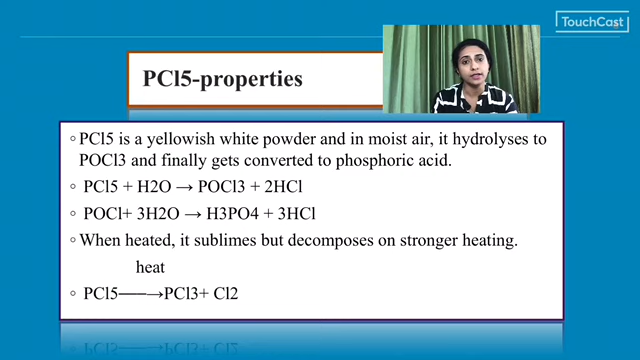 TouchCast
PCl5-properties
◦PCl5 is a yellowish white powder and in moist air, it hydrolyses to
POCl3 and finally gets converted to phosphoric acid.
◦ PCl5 + H2O → POCl3 + 2HCl
◦ POCl+ 3H2O → H3PO4 + 3HCl
◦ When heated, it sublimes but decomposes on stronger heating.
heat
◦ PCl5──→PCl3+ Cl2